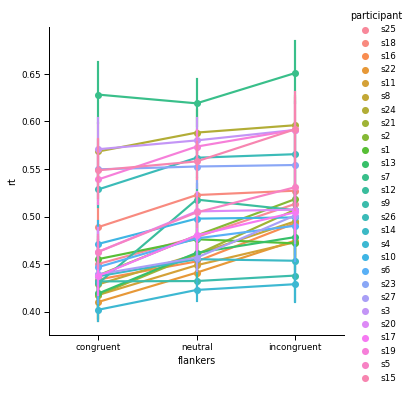 participant
s25
s18
s16
s22
s11
s8
s24
s21
s2
s1
s13
s7
s12
s9
s26
s14
s4
s10
s6
s23
s27
s3
s20
s17
s19
s5
s15
0.65
0.60
0.55
0.50
0.45
0.40
rt
congruent neutral incongruent
flankers